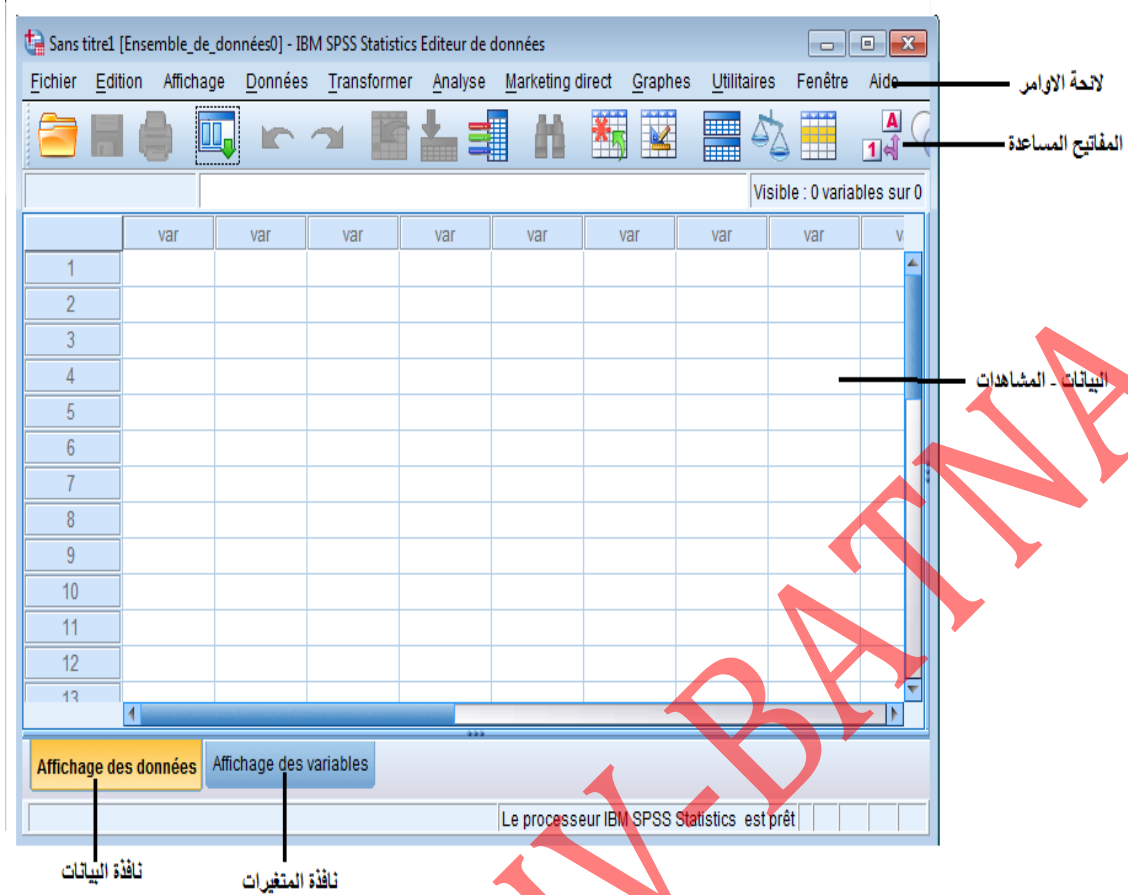 Sans titre1 [Ensemble_de_données0] - IBM SPSS Statistics Editeur de données
Fichier Edition Affichage Données Transformer Analyse Marketing direct Graphes Utilitaires Fenêtre Aide
لائحة الاوامر
A
1
المفاتيح المساعدة
Visible : 0 variables sur 0
var var var var var var var var v
1
2
3
4
البيانات - المشاهدات
5
6
7
8
9
10
11
12
13
Affichage des données Affichage des variables
Le processeur IBM SPSS Statistics est prêt
نافذة البيانات
نافذة المتغيرات
V-BATNA